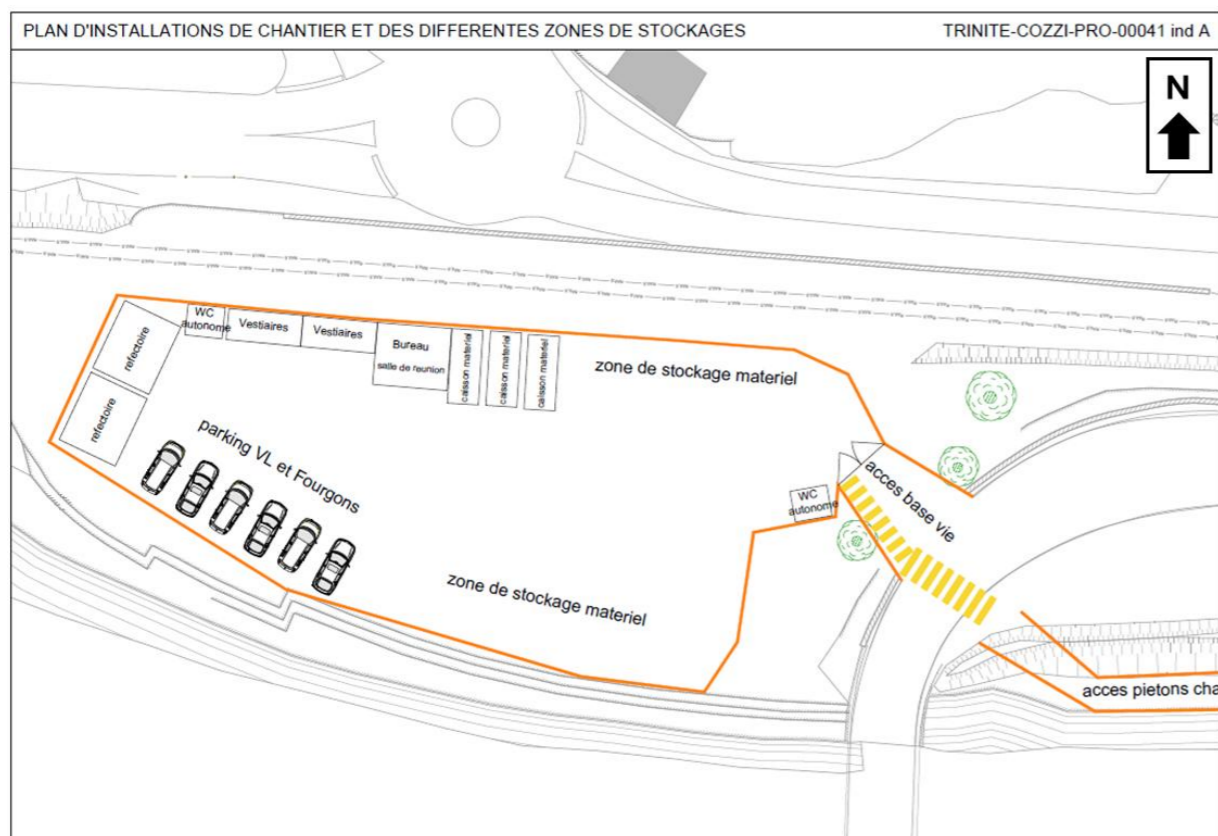 PLAN D'INSTALLATIONS DE CHANTIER ET DES DIFFERENTES ZONES DE STOCKAGES
TRINITE-COZZI-PRO-00041 ind A
N
refectoire
refectoire
WC
autonome
Vestiaires
Vestiaires
Bureau
salle de reunion
caisson materiel
caisson materiel
caisson materiel
zone de stockage materiel
parking VL et Fourgons
zone de stockage materiel
WC
autonome
acces base vie
acces pietons cha